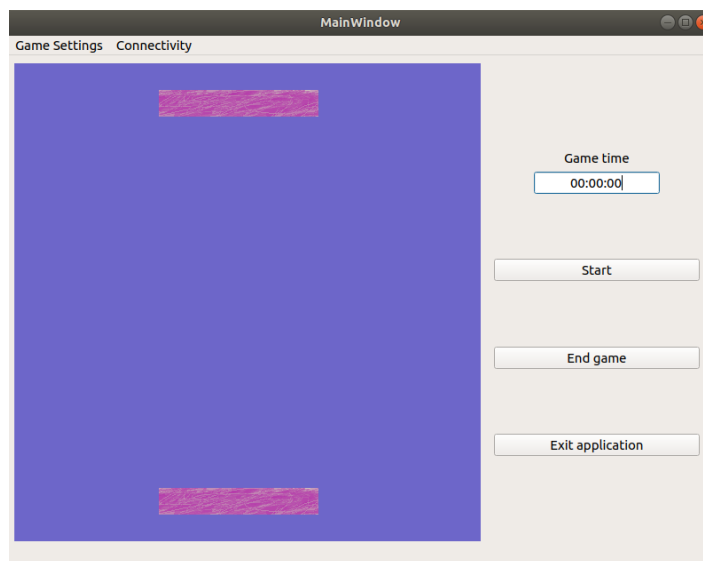 MainWindow
Game Settings Connectivity
Game time
00:00:00
Start
End game
Exit application